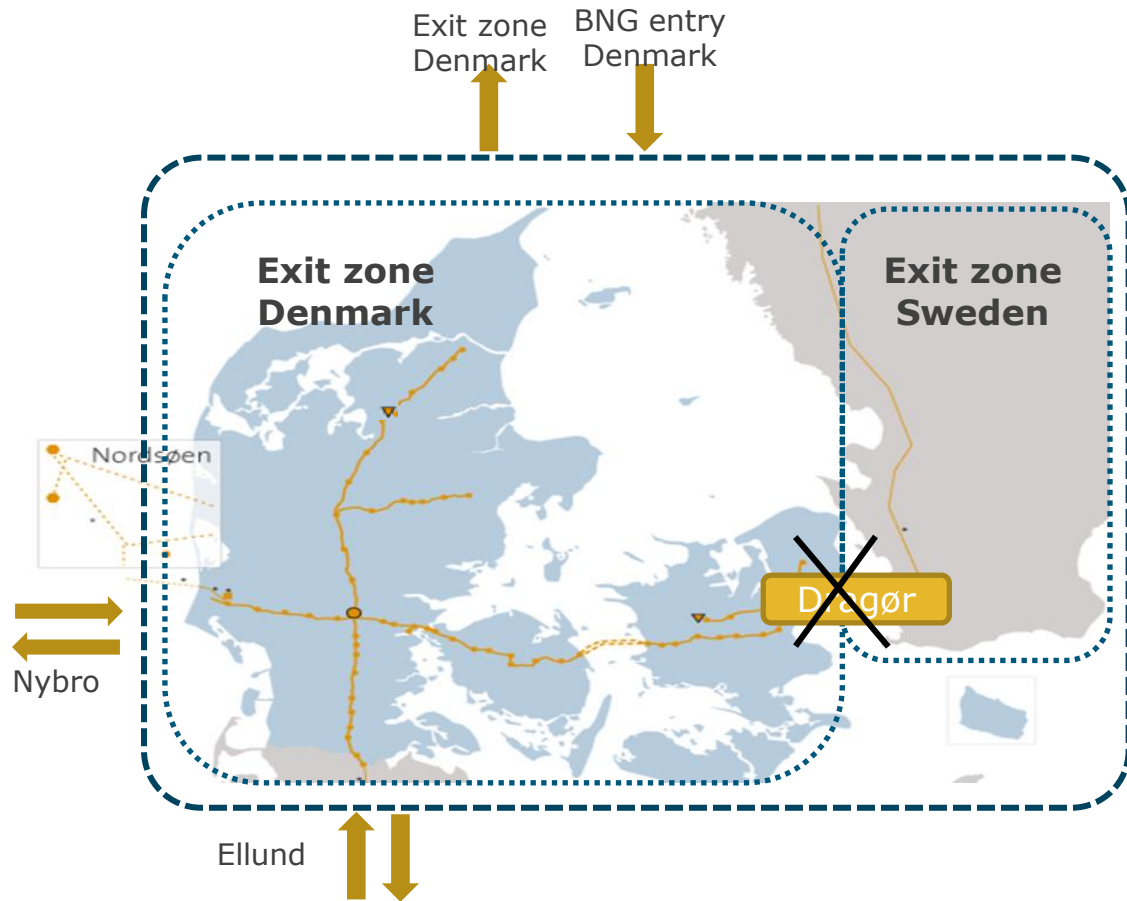 Exit zone
Denmark
BNG entry
Denmark
Exit zone
Denmark
Exit zone
Sweden
Nordsøen
Dragør
Nybro
Ellund